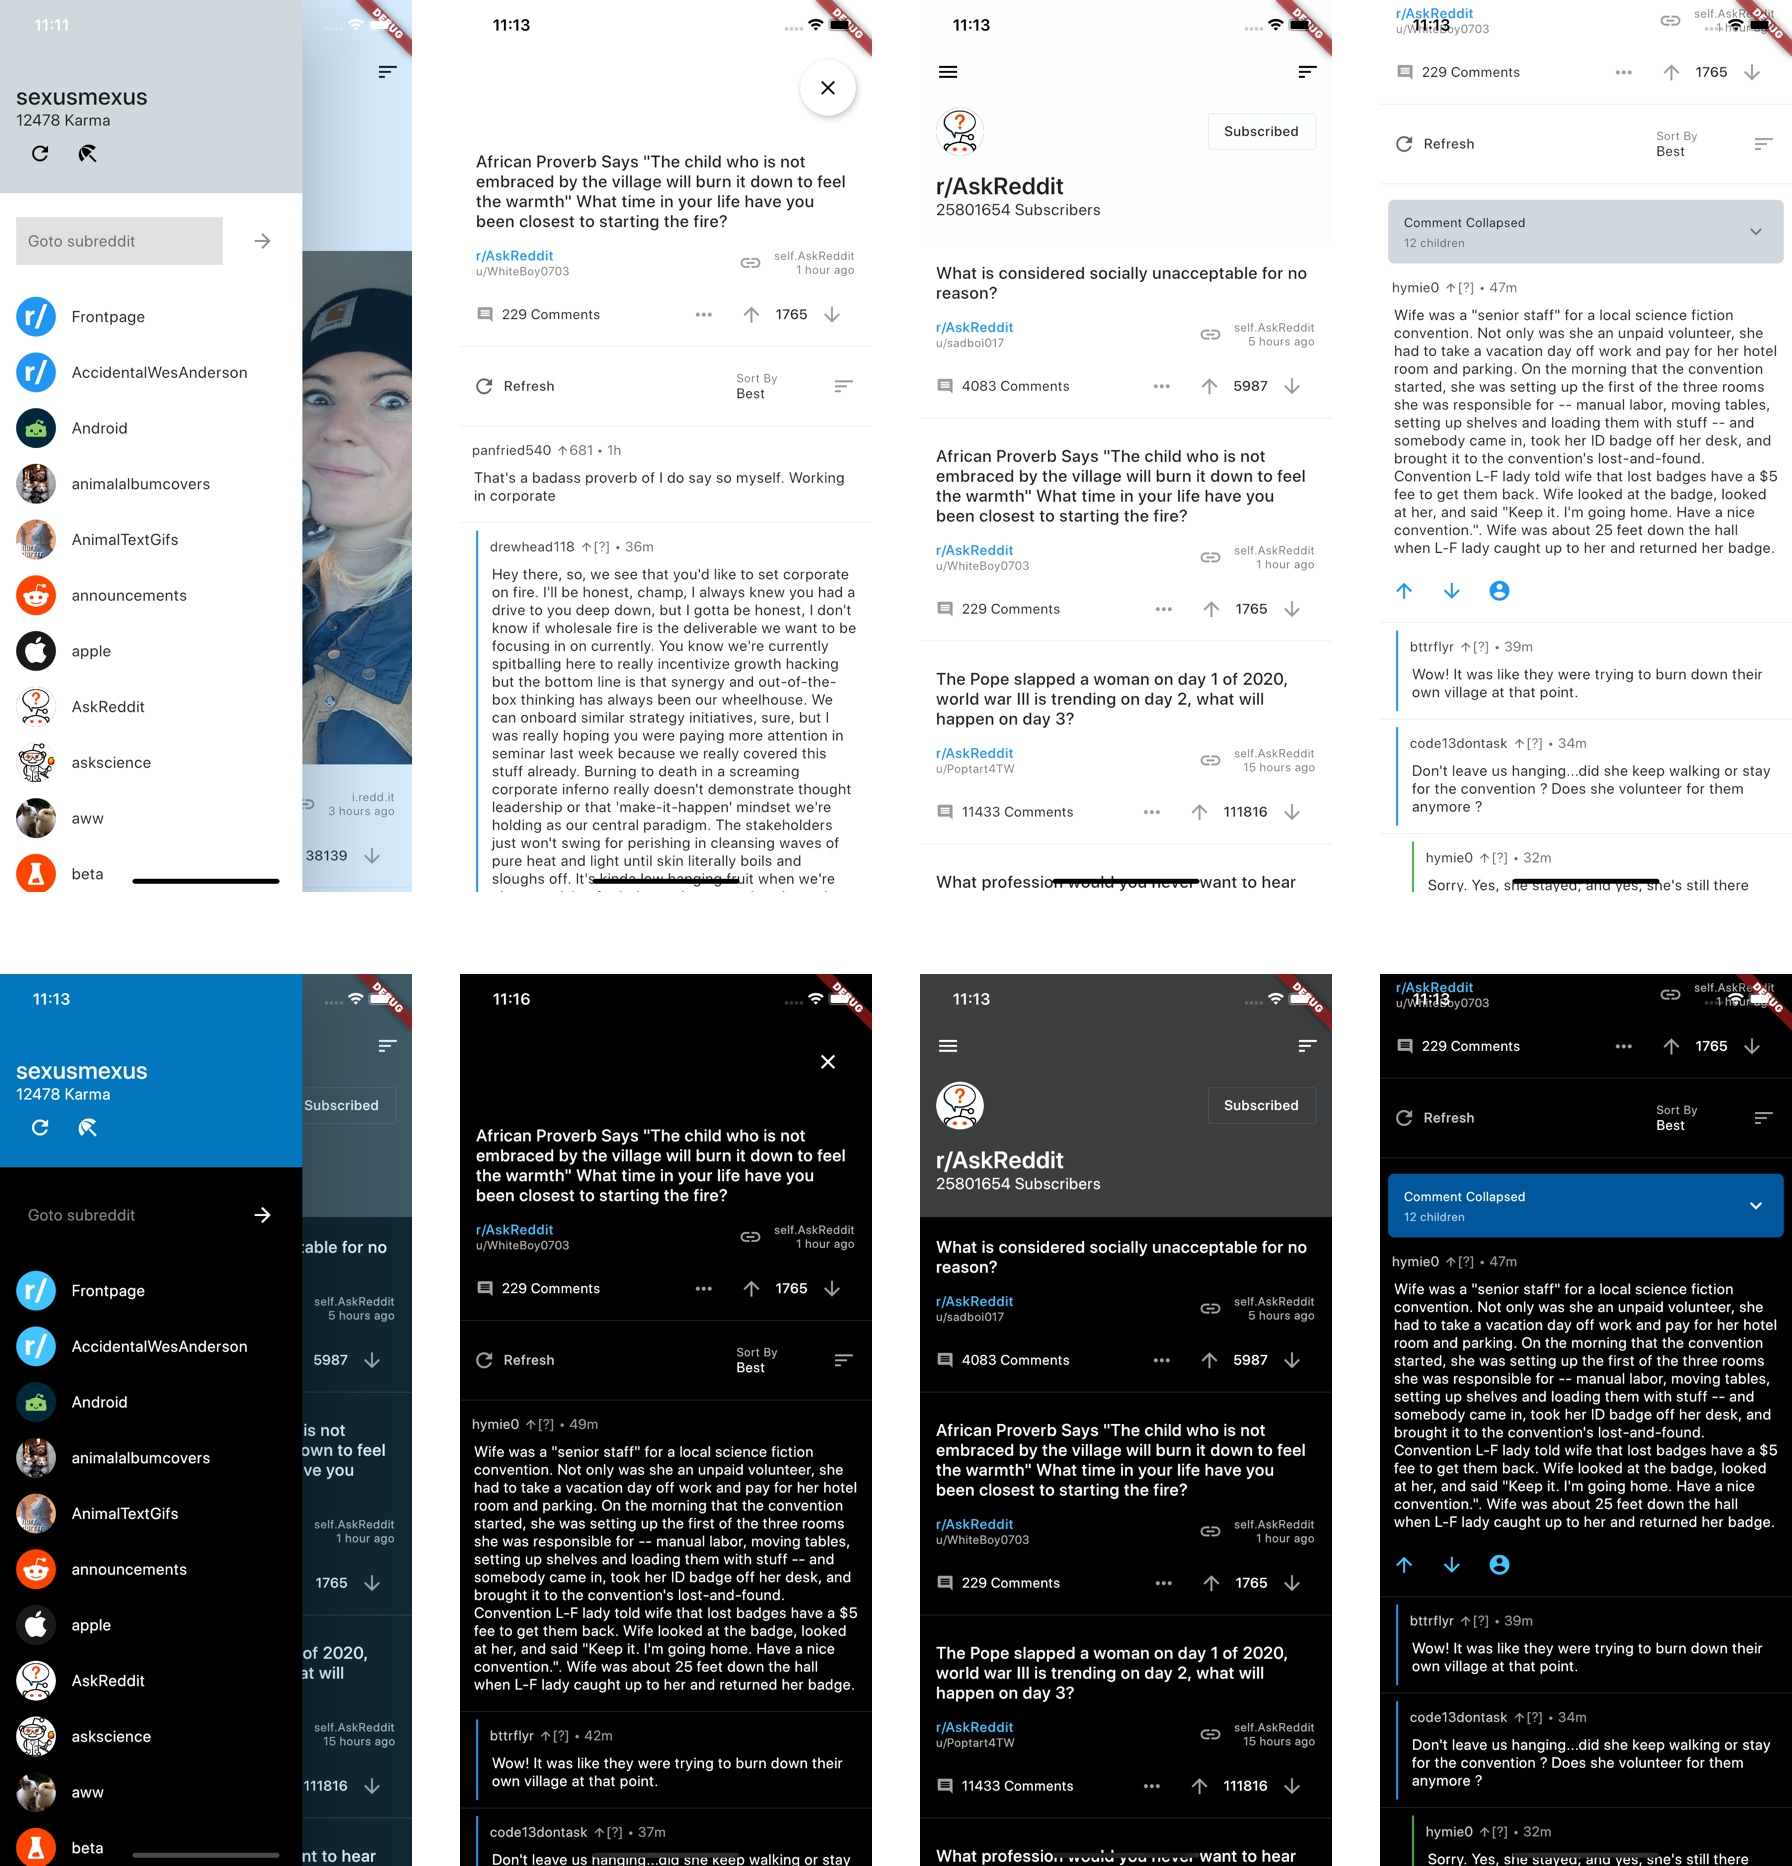 11:11
DEBUG
sexusmexus
12478 Karma
Goto subreddit
r/ Frontpage
r/ AccidentalWesAnderson
Android
animalalbumcovers
AnimalTextGifs
announcements
apple
AskReddit
askscience
aww
beta
i.redd.it
3 hours ago
38139
11:13
DEBUG
African Proverb Says "The child who is not
embraced by the village will burn it down to feel
the warmth" What time in your life have you
been closest to starting the fire?
r/AskReddit
self.AskReddit
u/WhiteBoy0703
1 hour ago
229 Comments
1765
Refresh
Sort By
Best
panfried540 ↑681 • 1h
That's a badass proverb of I do say so myself. Working
in corporate
drewhead118 ↑[?] • 36m
Hey there, so, we see that you'd like to set corporate
on fire. I'll be honest, champ, I always knew you had a
drive to you deep down, but I gotta be honest, I don't
know if wholesale fire is the deliverable we want to be
focusing in on currently. You know we're currently
spitballing here to really incentivize growth hacking
but the bottom line is that synergy and out-of-the-
box thinking has always been our wheelhouse. We
can onboard similar strategy initiatives, sure, but I
was really hoping you were paying more attention in
seminar last week because we really covered this
stuff already. Burning to death in a screaming
corporate inferno really doesn't demonstrate thought
leadership or that 'make-it-happen' mindset we're
holding as our central paradigm. The stakeholders
just won't swing for perishing in cleansing waves of
pure heat and light until skin literally boils and
sloughs off. It's kinda low hanging fruit when we're
11:13
DEBUG
Subscribed
r/AskReddit
25801654 Subscribers
What is considered socially unacceptable for no
reason?
r/AskReddit
self.AskReddit
u/sadboi017
5 hours ago
4083 Comments
5987
African Proverb Says "The child who is not
embraced by the village will burn it down to feel
the warmth" What time in your life have you
been closest to starting the fire?
r/AskReddit
self.AskReddit
u/WhiteBoy0703
1 hour ago
229 Comments
1765
The Pope slapped a woman on day 1 of 2020,
world war III is trending on day 2, what will
happen on day 3?
r/AskReddit
self.AskReddit
u/Poptart4TW
15 hours ago
11433 Comments
111816
What profession would you never want to hear
r/AskReddit
self.AskReddit
11:13
u/WhiteBoy0703
1 hour ago
DEBUG
229 Comments
1765
Refresh
Sort By
Best
Comment Collapsed
12 children
hymie0 ↑[?] • 47m
Wife was a "senior staff" for a local science fiction
convention. Not only was she an unpaid volunteer, she
had to take a vacation day off work and pay for her hotel
room and parking. On the morning that the convention
started, she was setting up the first of the three rooms
she was responsible for -- manual labor, moving tables,
setting up shelves and loading them with stuff -- and
somebody came in, took her ID badge off her desk, and
brought it to the convention's lost-and-found.
Convention L-F lady told wife that lost badges have a $5
fee to get them back. Wife looked at the badge, looked
at her, and said "Keep it. I'm going home. Have a nice
convention.". Wife was about 25 feet down the hall
when L-F lady caught up to her and returned her badge.
bttrflyr ↑[?] • 39m
Wow! It was like they were trying to burn down their
own village at that point.
code13dontask ↑[?] • 34m
Don't leave us hanging...did she keep walking or stay
for the convention ? Does she volunteer for them
anymore ?
hymie0 ↑[?] • 32m
Sorry. Yes, she stayed, and yes, she's still there
11:13
DEBUG
sexusmexus
12478 Karma
Subscribed
Goto subreddit
r/ Frontpage
r/ AccidentalWesAnderson
Android
animalalbumcovers
AnimalTextGifs
announcements
apple
AskReddit
askscience
aww
beta
able for no
self.AskReddit
5 hours ago
5987
is not
own to feel
ve you
self.AskReddit
1 hour ago
1765
of 2020,
at will
self.AskReddit
15 hours ago
111816
nt to hear
11:16
DEBUG
African Proverb Says "The child who is not
embraced by the village will burn it down to feel
the warmth" What time in your life have you
been closest to starting the fire?
r/AskReddit
self.AskReddit
u/WhiteBoy0703
1 hour ago
229 Comments
1765
Refresh
Sort By
Best
hymie0 ↑[?] • 49m
Wife was a "senior staff" for a local science fiction
convention. Not only was she an unpaid volunteer, she
had to take a vacation day off work and pay for her hotel
room and parking. On the morning that the convention
started, she was setting up the first of the three rooms
she was responsible for -- manual labor, moving tables,
setting up shelves and loading them with stuff -- and
somebody came in, took her ID badge off her desk, and
brought it to the convention's lost-and-found.
Convention L-F lady told wife that lost badges have a $5
fee to get them back. Wife looked at the badge, looked
at her, and said "Keep it. I'm going home. Have a nice
convention.". Wife was about 25 feet down the hall
when L-F lady caught up to her and returned her badge.
bttrflyr ↑[?] • 42m
Wow! It was like they were trying to burn down their
own village at that point.
code13dontask ↑[?] • 37m
Don't leave us hanging...did she keep walking or stay
11:13
DEBUG
Subscribed
r/AskReddit
25801654 Subscribers
What is considered socially unacceptable for no
reason?
r/AskReddit
self.AskReddit
u/sadboi017
5 hours ago
4083 Comments
5987
African Proverb Says "The child who is not
embraced by the village will burn it down to feel
the warmth" What time in your life have you
been closest to starting the fire?
r/AskReddit
self.AskReddit
u/WhiteBoy0703
1 hour ago
229 Comments
1765
The Pope slapped a woman on day 1 of 2020,
world war III is trending on day 2, what will
happen on day 3?
r/AskReddit
self.AskReddit
u/Poptart4TW
15 hours ago
11433 Comments
111816
What profession would you never want to hear
r/AskReddit
self.AskReddit
11:13
u/WhiteBoy0703
1 hour ago
DEBUG
229 Comments
1765
Refresh
Sort By
Best
Comment Collapsed
12 children
hymie0 ↑[?] • 47m
Wife was a "senior staff" for a local science fiction
convention. Not only was she an unpaid volunteer, she
had to take a vacation day off work and pay for her hotel
room and parking. On the morning that the convention
started, she was setting up the first of the three rooms
she was responsible for -- manual labor, moving tables,
setting up shelves and loading them with stuff -- and
somebody came in, took her ID badge off her desk, and
brought it to the convention's lost-and-found.
Convention L-F lady told wife that lost badges have a $5
fee to get them back. Wife looked at the badge, looked
at her, and said "Keep it. I'm going home. Have a nice
convention.". Wife was about 25 feet down the hall
when L-F lady caught up to her and returned her badge.
bttrflyr ↑[?] • 39m
Wow! It was like they were trying to burn down their
own village at that point.
code13dontask ↑[?] • 34m
Don't leave us hanging...did she keep walking or stay
for the convention ? Does she volunteer for them
anymore ?
hymie0 ↑[?] • 32m
Sorry. Yes, she stayed, and yes, she's still there